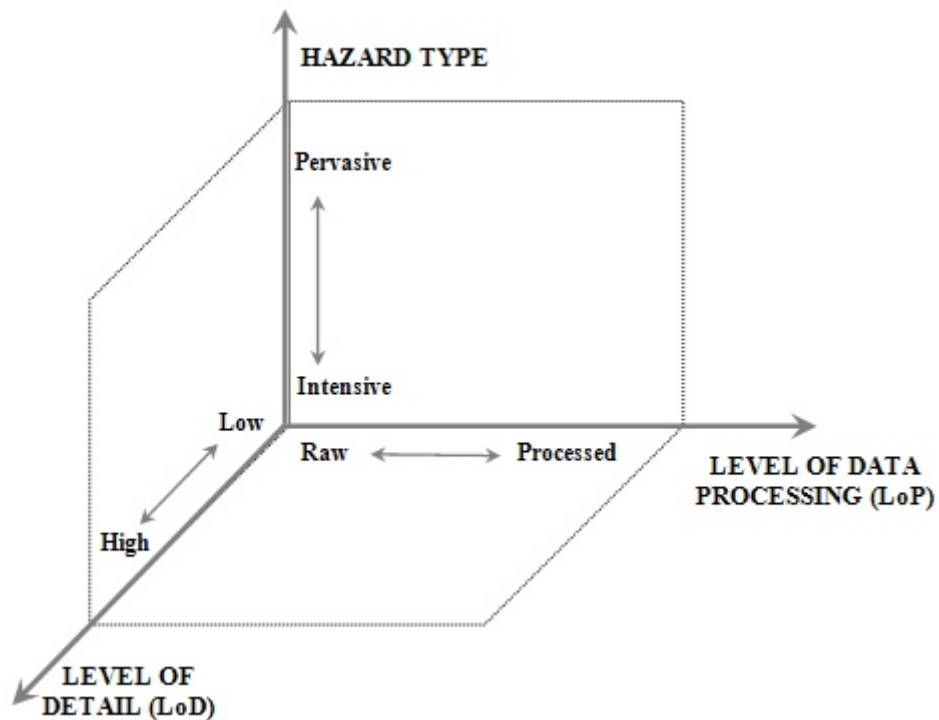 HAZARD TYPE
Pervasive
Intensive
Low
High
Raw
Processed
LEVEL OF DATA
PROCESSING (LoP)
LEVEL OF
DETAIL (LoD)